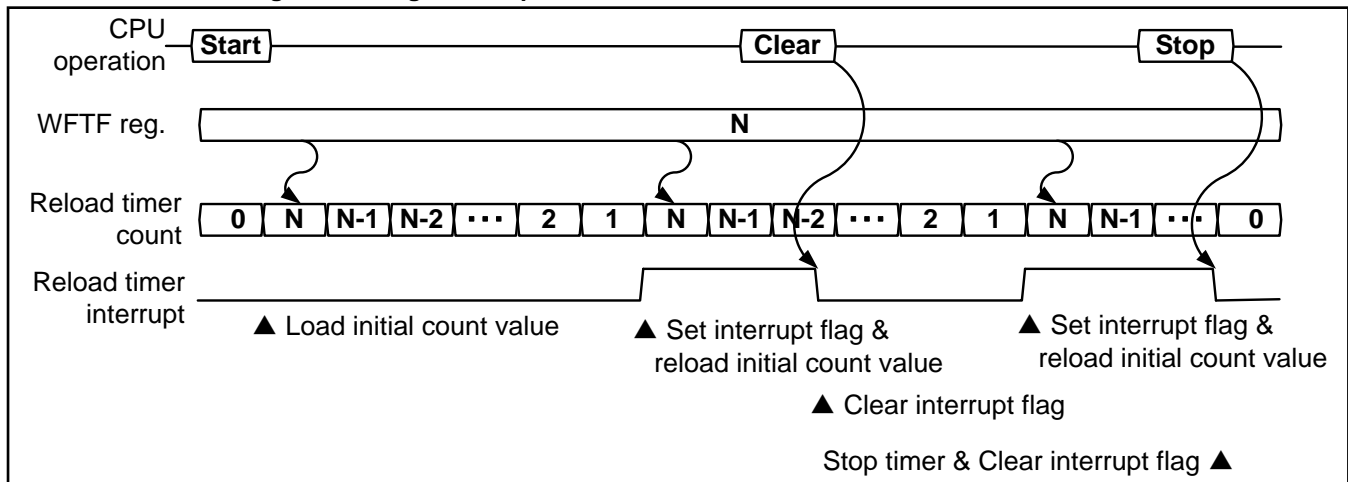 CPU
operation
Start
Clear
Stop
WFTF reg.
N
Reload timer
count
0 N N-1 N-2 ··· 2 1 N N-1 N-2 ··· 2 1 N N-1 ··· 0
Reload timer
interrupt
▲ Load initial count value
▲ Set interrupt flag &
reload initial count value
▲ Set interrupt flag &
reload initial count value
▲ Clear interrupt flag
Stop timer & Clear interrupt flag ▲